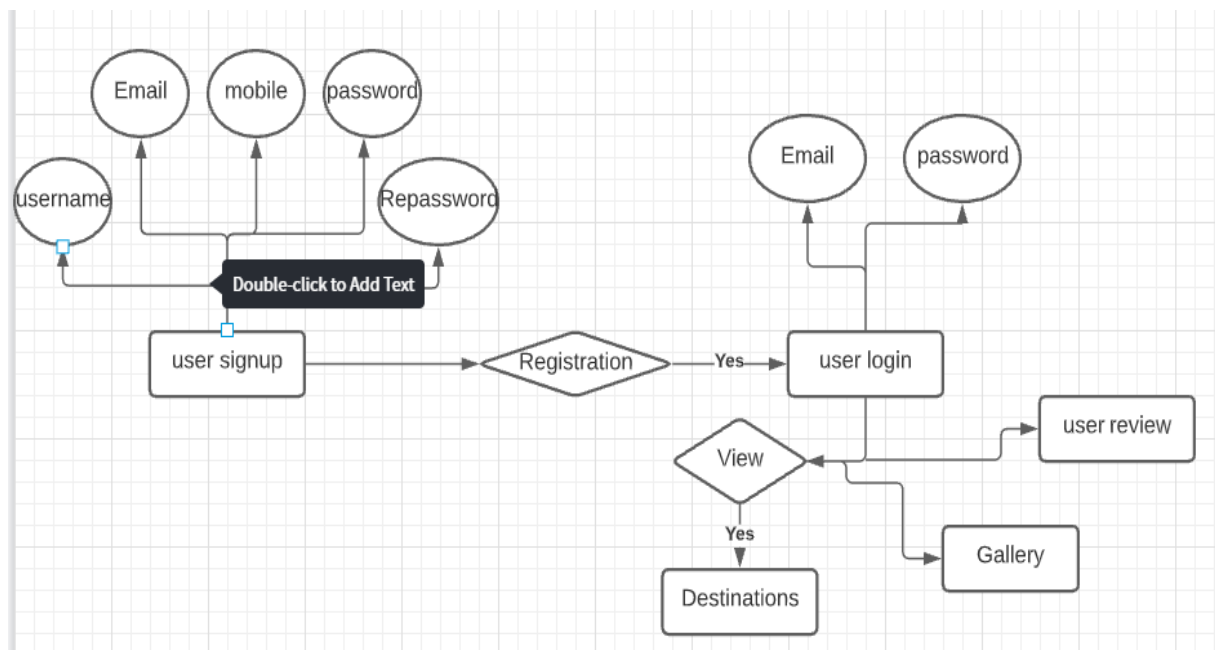 Email
mobile
password
username
Repassword
Email
password
Double-click to Add Text
user signup
Registration
Yes
user login
user review
View
Yes
Gallery
Destinations